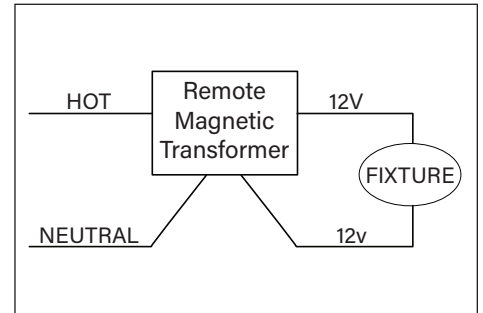 HOT
Remote
Magnetic
Transformer
12V
FIXTURE
NEUTRAL
12v